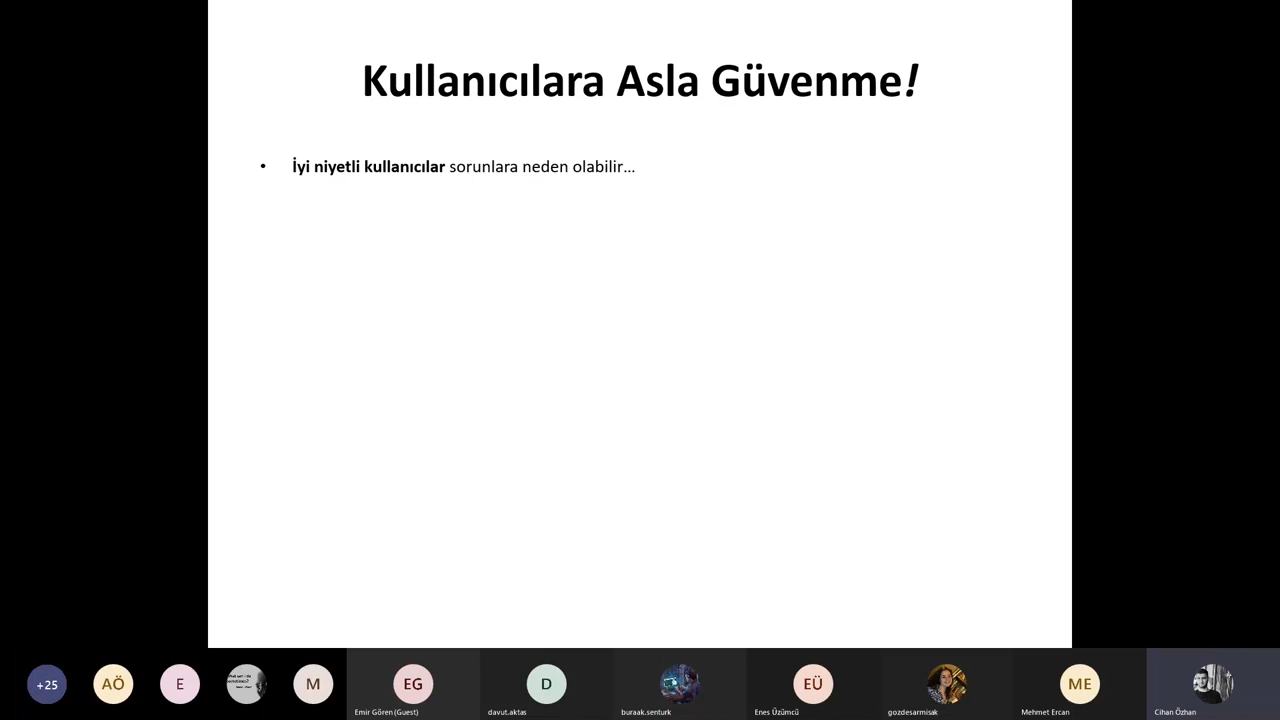 Kullanıcılara Asla Güvenme!
• İyi niyetli kullanıcılar sorunlara neden olabilir...
+25
AÖ
E
M
EG
D
EÜ
ME
Emir Gören (Guest)
davut.aktas
buraak.senturk
Enes Üzümcü
gozdesarmisak
Mehmet Ercan
Cihan Özhan